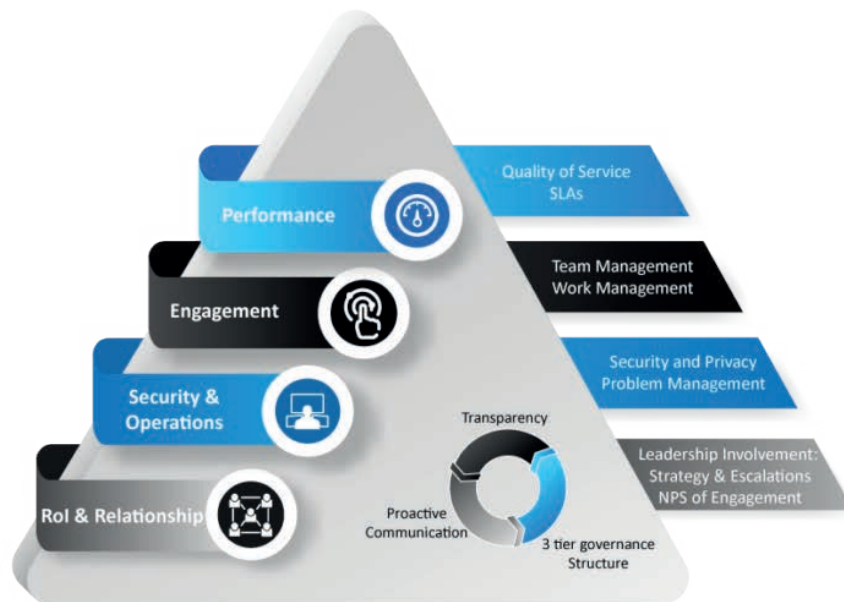 Performance
Quality of Service
SLAs
Engagement
Team Management
Work Management
Security &
Operations
Security and Privacy
Problem Management
RoI & Relationship
Leadership Involvement:
Strategy & Escalations
NPS of Engagement
Transparency
Proactive
Communication
3 tier governance
Structure